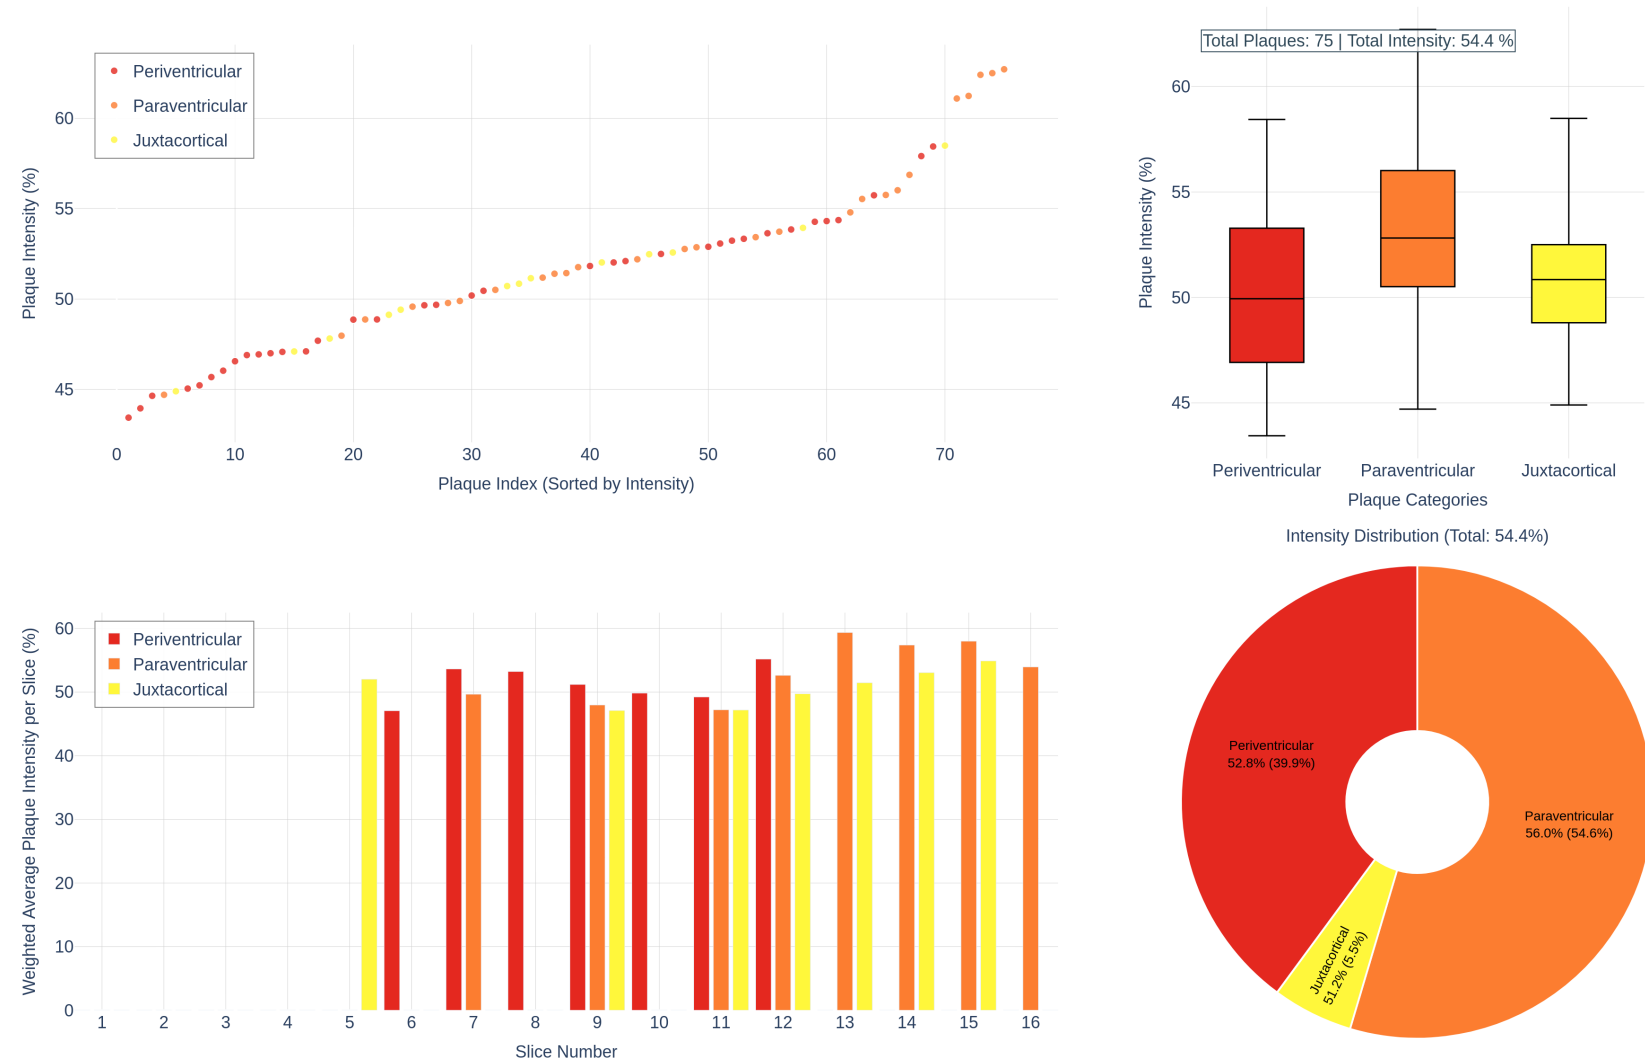 Periventricular
Paraventricular
Juxtacortical
60
55
50
45
Plaque Intensity (%)
0 10 20 30 40 50 60 70
Plaque Index (Sorted by Intensity)
Total Plaques: 75 | Total Intensity: 54.4 %
60
55
50
45
Plaque Intensity (%)
Periventricular Paraventricular Juxtacortical
Plaque Categories
Periventricular
Paraventricular
Juxtacortical
60
50
40
30
20
10
0
Weighted Average Plaque Intensity per Slice (%)
1 2 3 4 5 6 7 8 9 10 11 12 13 14 15 16
Slice Number
Intensity Distribution (Total: 54.4%)
Periventricular
52.8% (39.9%)
Paraventricular
56.0% (54.6%)
Juxtacortical
51.2% (5.5%)